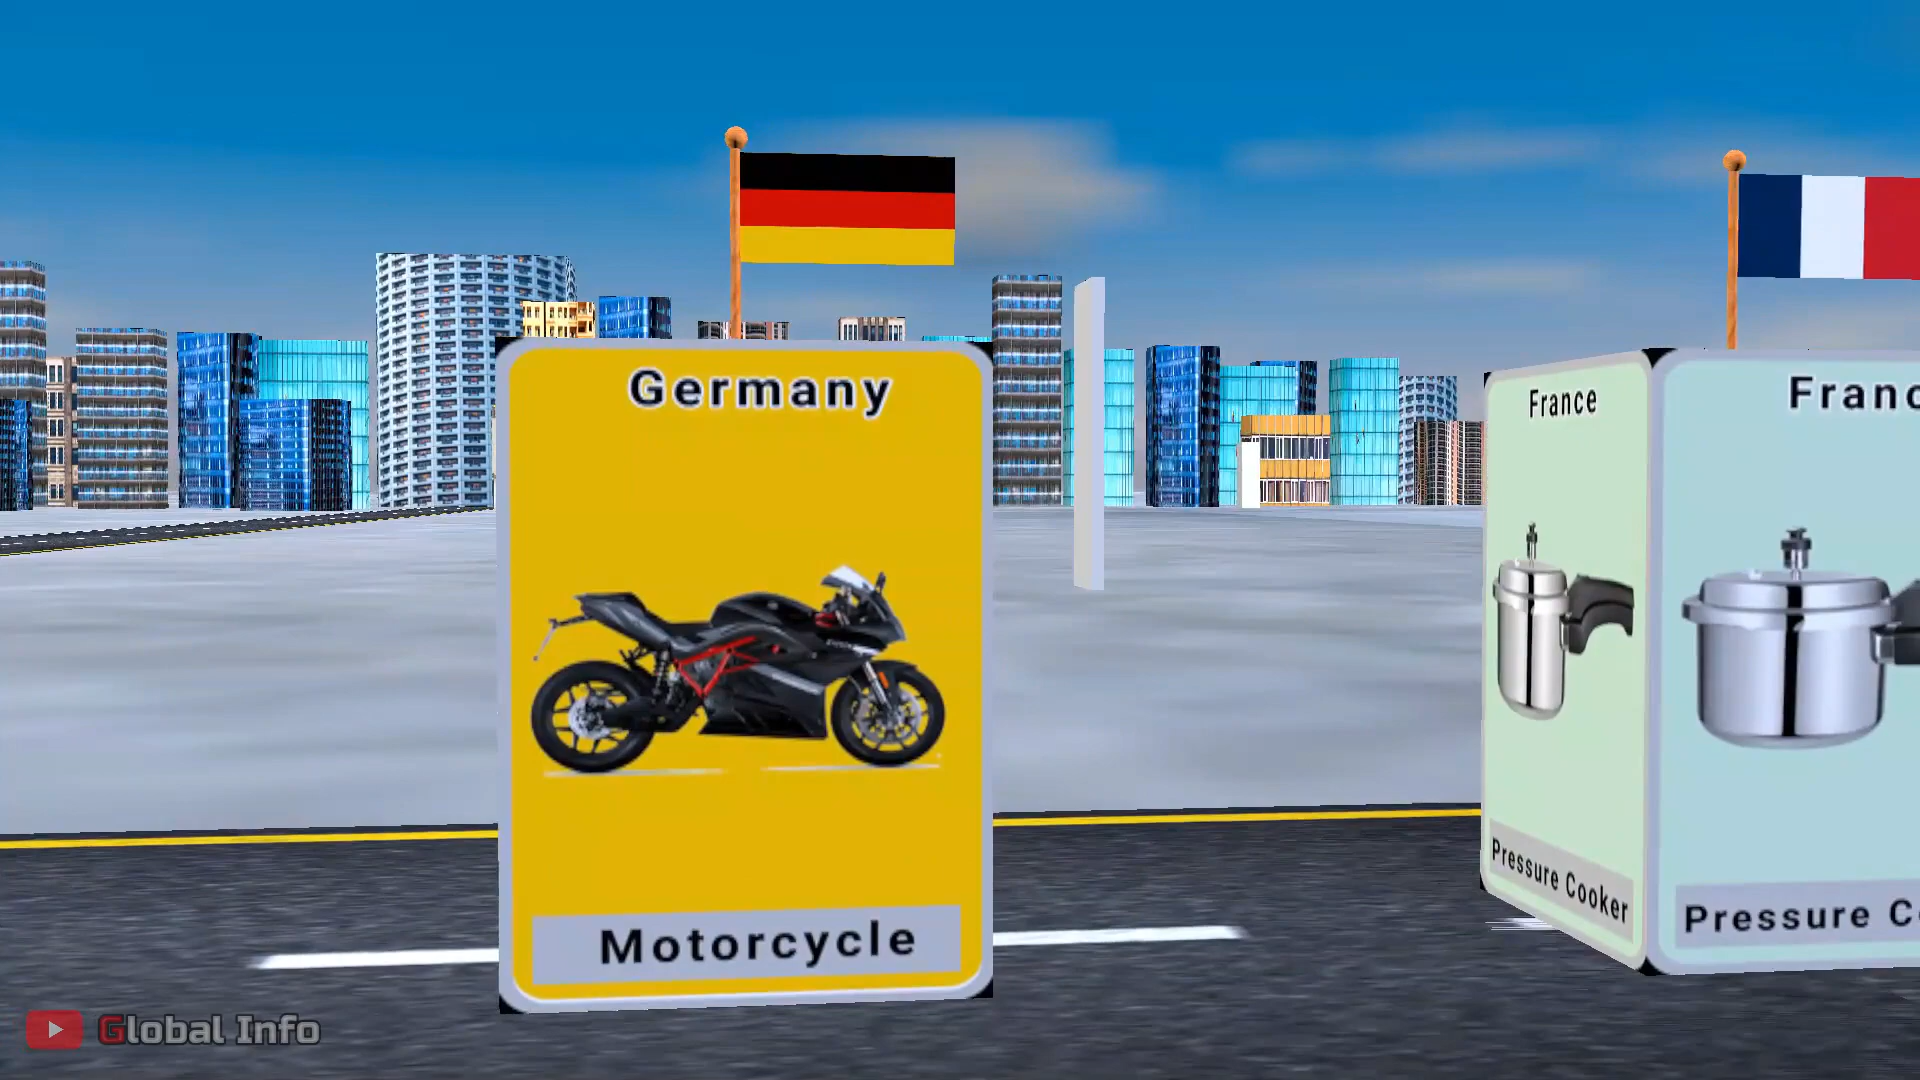 Germany
Motorcycle
France
Pressure Cooker
Franc
Pressure C
Global Info